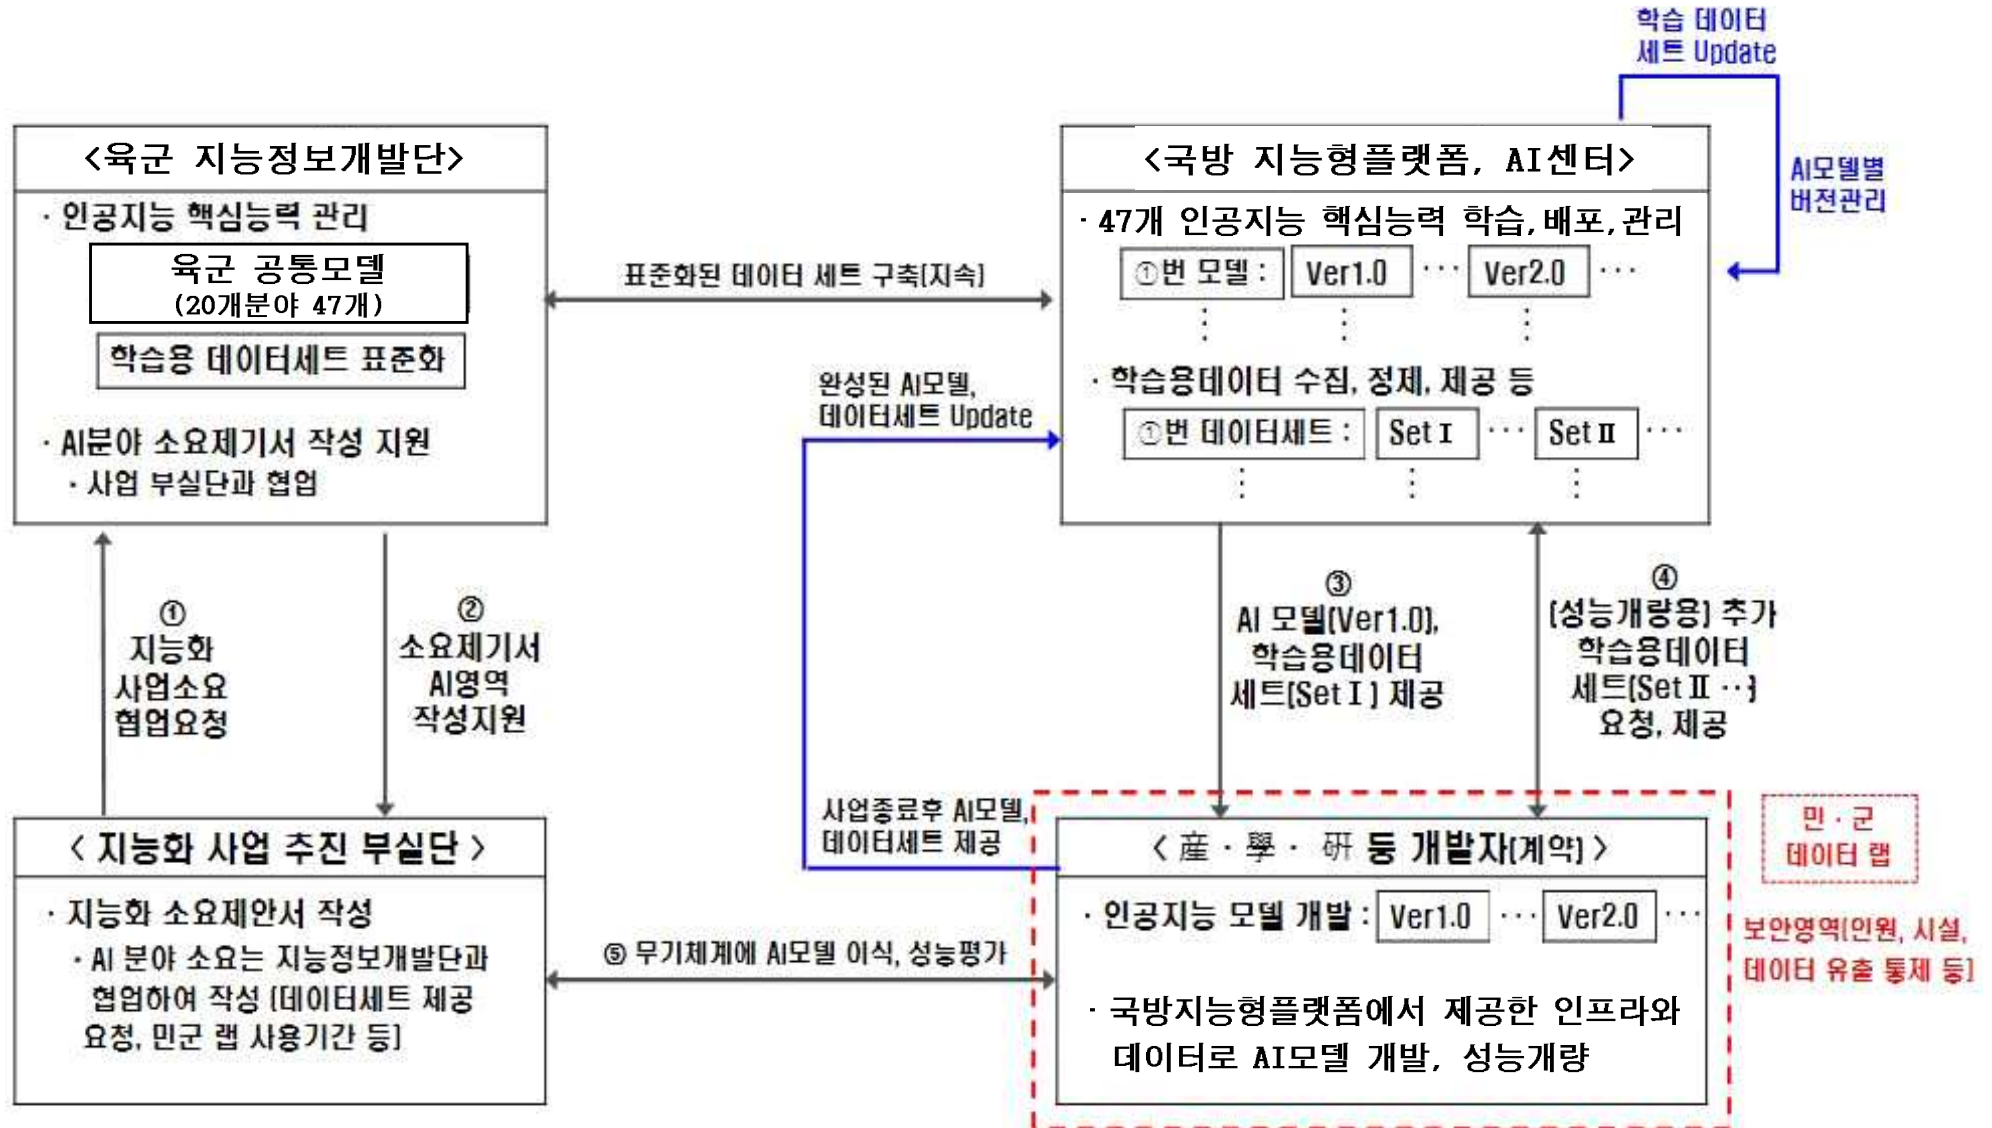 학습 데이터
세트 Update
AI모델별
버전관리
<육군 지능정보개발단>
· 인공지능 핵심능력 관리
육군 공통모델
(20개분야 47개)
학습용 데이터세트 표준화
· AI분야 소요제기서 작성 지원
· 사업 부실단과 협업
표준화된 데이터 세트 구축(지속)
<국방 지능형플랫폼, AI센터>
· 47개 인공지능 핵심능력 학습,배포,관리
①번 모델 : Ver1.0 ··· Ver2.0 ···
· 학습용데이터 수집, 정제, 제공 등
①번 데이터세트 : Set Ⅰ ··· Set Ⅱ ···
완성된 AI모델,
데이터세트 Update
①
지능화
사업소요
협업요청
②
소요제기서
AI영역
작성지원
③
AI 모델(Ver1.0),
학습용데이터
세트(Set Ⅰ) 제공
④
(성능개량용) 추가
학습용데이터
세트(Set Ⅱ ··)
요청, 제공
사업종료후 AI모델,
데이터세트 제공
< 지능화 사업 추진 부실단 >
· 지능화 소요제안서 작성
· AI 분야 소요는 지능정보개발단과
협업하여 작성 (데이터세트 제공
요청, 민군 랩 사용기간 등)
⑤ 무기체계에 AI모델 이식, 성능평가
< 産 · 學 · 硏 등 개발자(계약) >
· 인공지능 모델 개발 : Ver1.0 ··· Ver2.0 ···
· 국방지능형플랫폼에서 제공한 인프라와
데이터로 AI모델 개발, 성능개량
민 · 군
데이터 랩
보안영역(인원, 시설,
데이터 유출 통제 등)